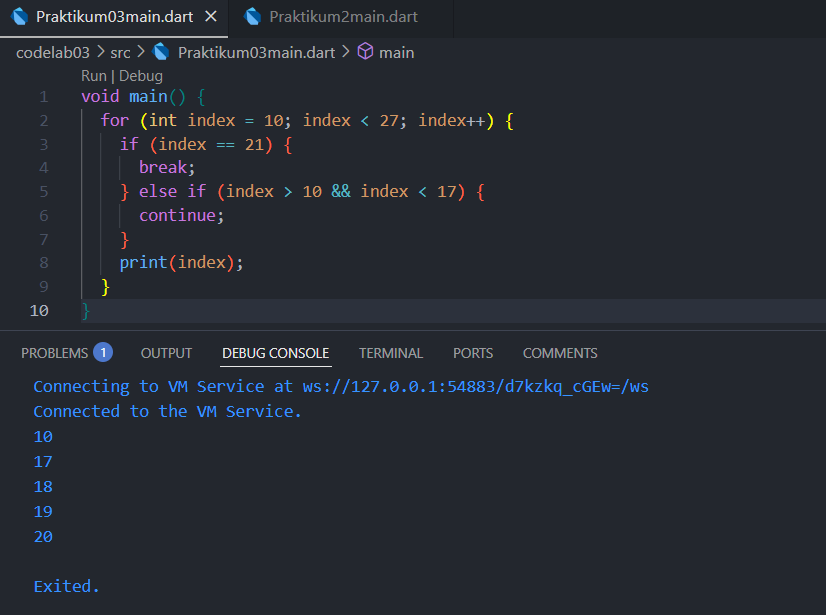 Praktikum03main.dart Praktikum2main.dart
codelab03 > src > Praktikum03main.dart > main
Run | Debug
1 void main() {
2 for (int index = 10; index < 27; index++) {
3 if (index == 21) {
4 break;
5 } else if (index > 10 && index < 17) {
6 continue;
7 }
8 print(index);
9 }
10 }
PROBLEMS 1 OUTPUT DEBUG CONSOLE TERMINAL PORTS COMMENTS
Connecting to VM Service at ws://127.0.0.1:54883/d7kzkq_cGEw=/ws
Connected to the VM Service.
10
17
18
19
20
Exited.